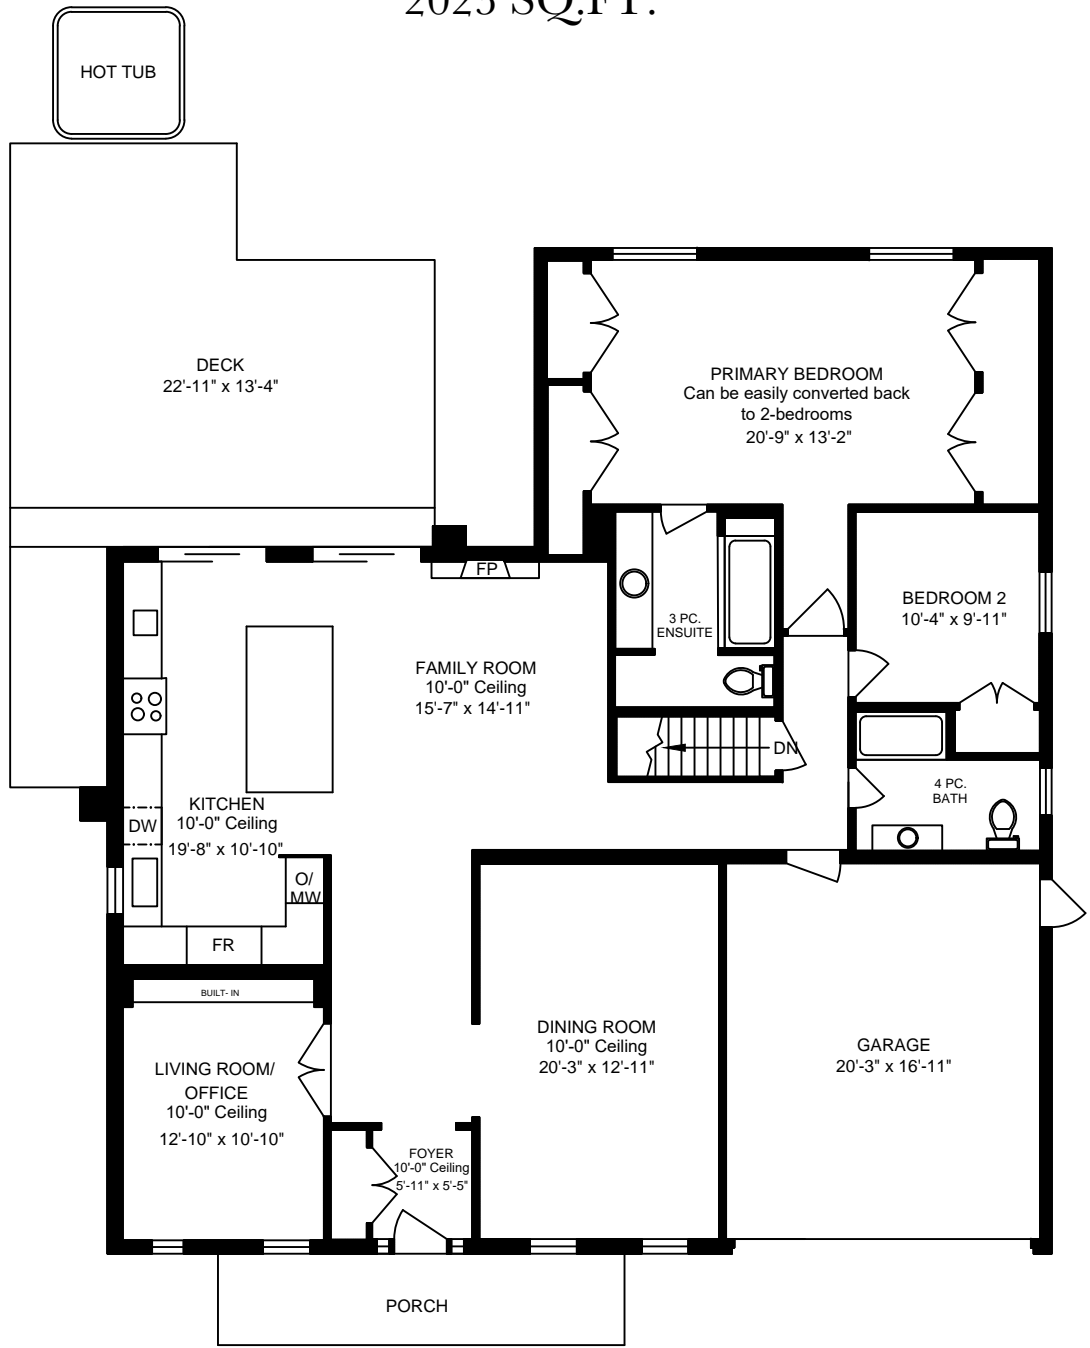 2025 SQ.FT.
HOT TUB
DECK
22'-11" x 13'-4"
PRIMARY BEDROOM
Can be easily converted back
to 2-bedrooms
20'-9" x 13'-2"
FP
3 PC.
ENSUITE
BEDROOM 2
10'-4" x 9'-11"
FAMILY ROOM
10'-0" Ceiling
15'-7" x 14'-11"
DN
KITCHEN
10'-0" Ceiling
19'-8" x 10'-10"
DW
4 PC.
BATH
O/
MW
FR
BUILT- IN
LIVING ROOM/
OFFICE
10'-0" Ceiling
12'-10" x 10'-10"
DINING ROOM
10'-0" Ceiling
20'-3" x 12'-11"
GARAGE
20'-3" x 16'-11"
FOYER
10'-0" Ceiling
5'-11" x 5'-5"
PORCH